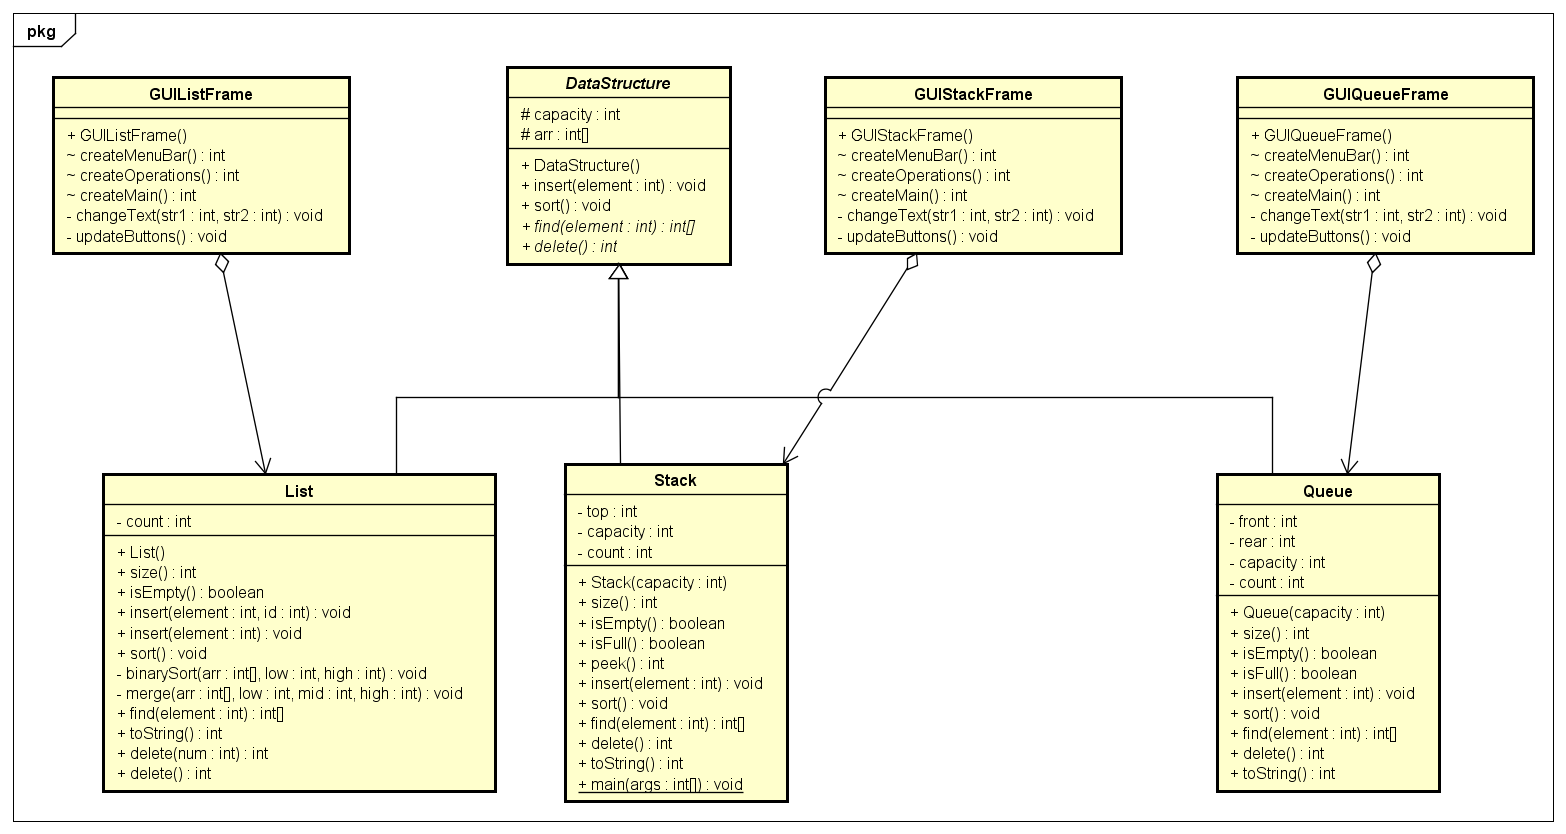 pkg
GUIListFrame
+ GUIListFrame()
~ createMenuBar() : int
~ createOperations() : int
~ createMain() : int
- changeText(str1 : int, str2 : int) : void
- updateButtons() : void
DataStructure
# capacity : int
# arr : int[]
+ DataStructure()
+ insert(element : int) : void
+ sort() : void
+ find(element : int) : int[]
+ delete() : int
GUIStackFrame
+ GUIStackFrame()
~ createMenuBar() : int
~ createOperations() : int
~ createMain() : int
- changeText(str1 : int, str2 : int) : void
- updateButtons() : void
GUIQueueFrame
+ GUIQueueFrame()
~ createMenuBar() : int
~ createOperations() : int
~ createMain() : int
- changeText(str1 : int, str2 : int) : void
- updateButtons() : void
List
- count : int
+ List()
+ size() : int
+ isEmpty() : boolean
+ insert(element : int, id : int) : void
+ insert(element : int) : void
+ sort() : void
- binarySort(arr : int[], low : int, high : int) : void
- merge(arr : int[], low : int, mid : int, high : int) : void
+ find(element : int) : int[]
+ toString() : int
+ delete(num : int) : int
+ delete() : int
Stack
- top : int
- capacity : int
- count : int
+ Stack(capacity : int)
+ size() : int
+ isEmpty() : boolean
+ isFull() : boolean
+ peek() : int
+ insert(element : int) : void
+ sort() : void
+ find(element : int) : int[]
+ delete() : int
+ toString() : int
+ main(args : int[]) : void
Queue
- front : int
- rear : int
- capacity : int
- count : int
+ Queue(capacity : int)
+ size() : int
+ isEmpty() : boolean
+ isFull() : boolean
+ insert(element : int) : void
+ sort() : void
+ find(element : int) : int[]
+ delete() : int
+ toString() : int